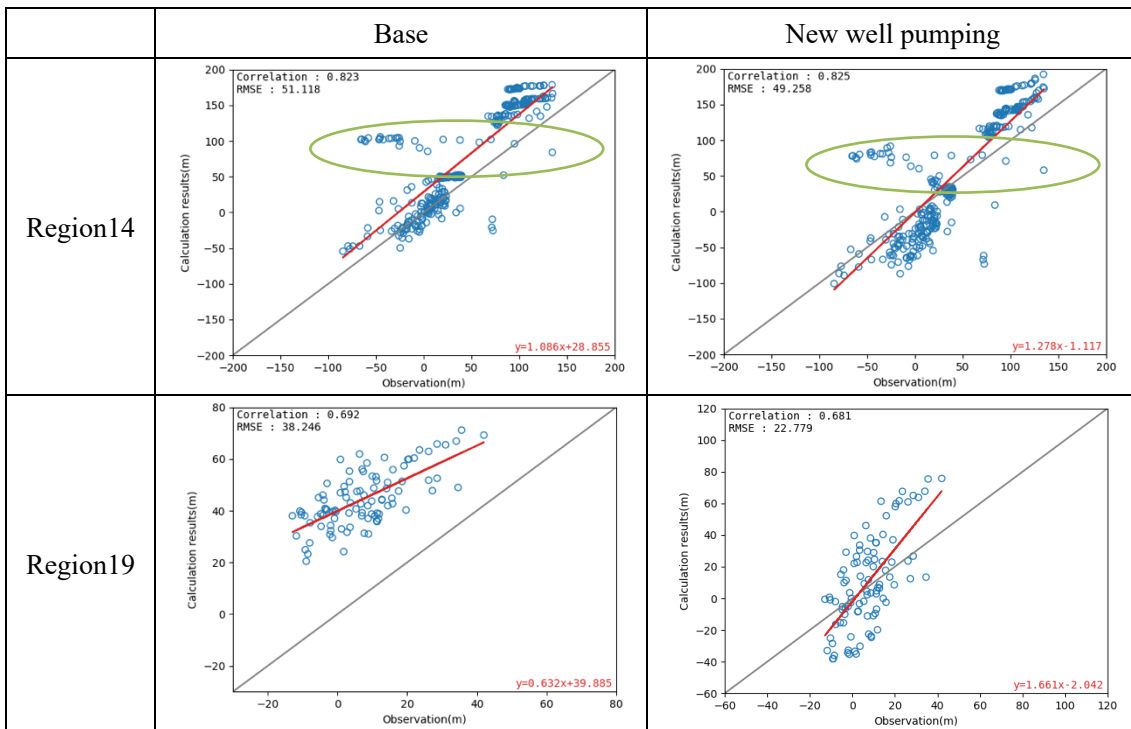 Base
New well pumping
Region14
Correlation : 0.823
RMSE : 51.118
200
150
100
50
0
−50
−100
−150
−200
Calculation results(m)
y=1.086x+28.855
−200 −150 −100 −50 0 50 100 150 200
Observation(m)
Correlation : 0.825
RMSE : 49.258
200
150
100
50
0
−50
−100
−150
−200
Calculation results(m)
y=1.278x-1.117
−200 −150 −100 −50 0 50 100 150 200
Observation(m)
Region19
Correlation : 0.692
RMSE : 38.246
80
60
40
20
0
−20
Calculation results(m)
y=0.632x+39.885
−20 0 20 40 60 80
Observation(m)
Correlation : 0.681
RMSE : 22.779
120
100
80
60
40
20
0
−20
−40
−60
Calculation results(m)
y=1.661x-2.042
−60 −40 −20 0 20 40 60 80 100 120
Observation(m)